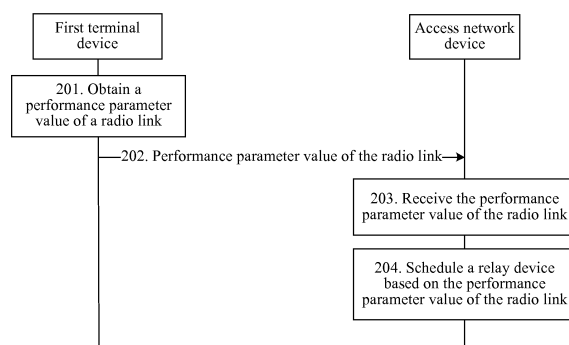 First terminal
device
Access network
device
201. Obtain a
performance parameter
value of a radio link
202. Performance parameter value of the radio link
203. Receive the performance
parameter value of the radio link
204. Schedule a relay device
based on the performance
parameter value of the radio link